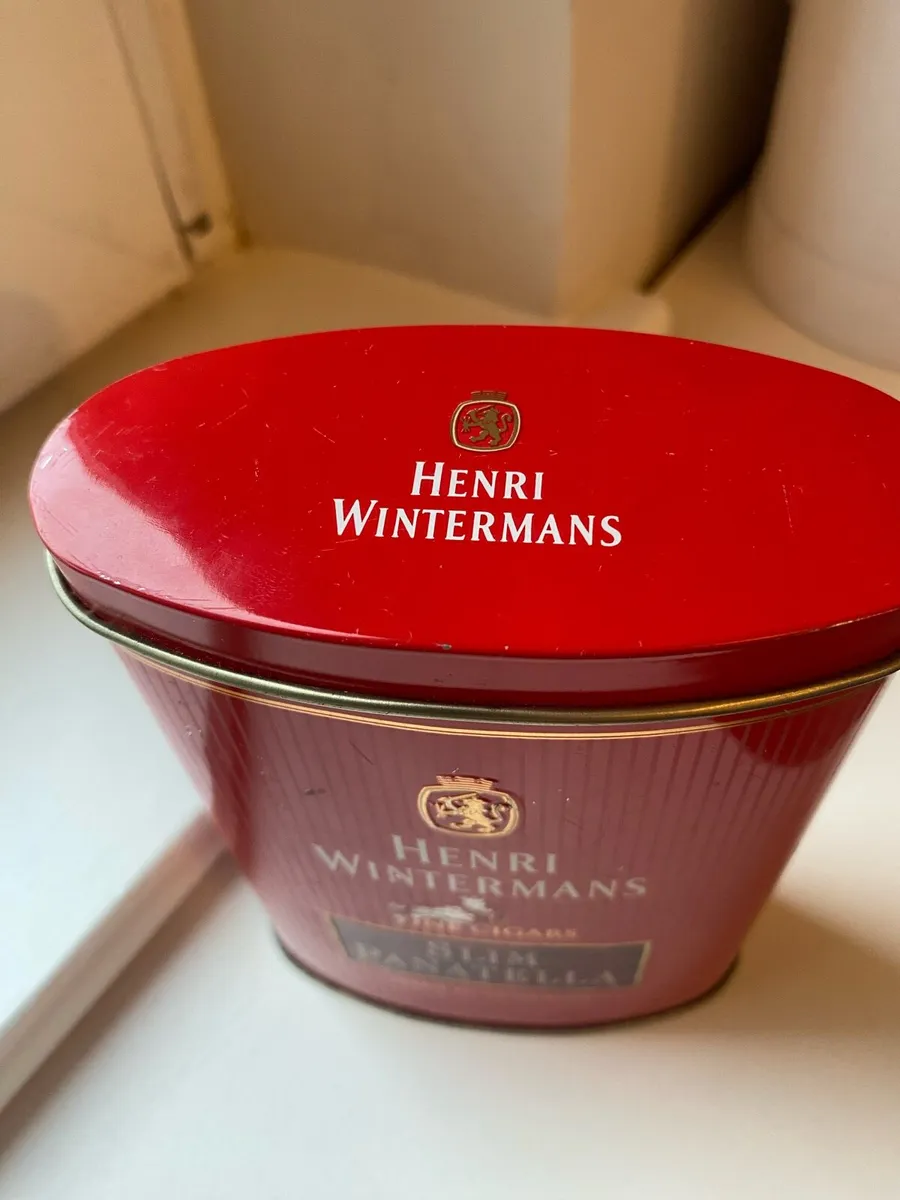 HENRI
WINTERMANS
HENRI
WINTERMANS
FINE CIGARS
SLIM
PANATELLA